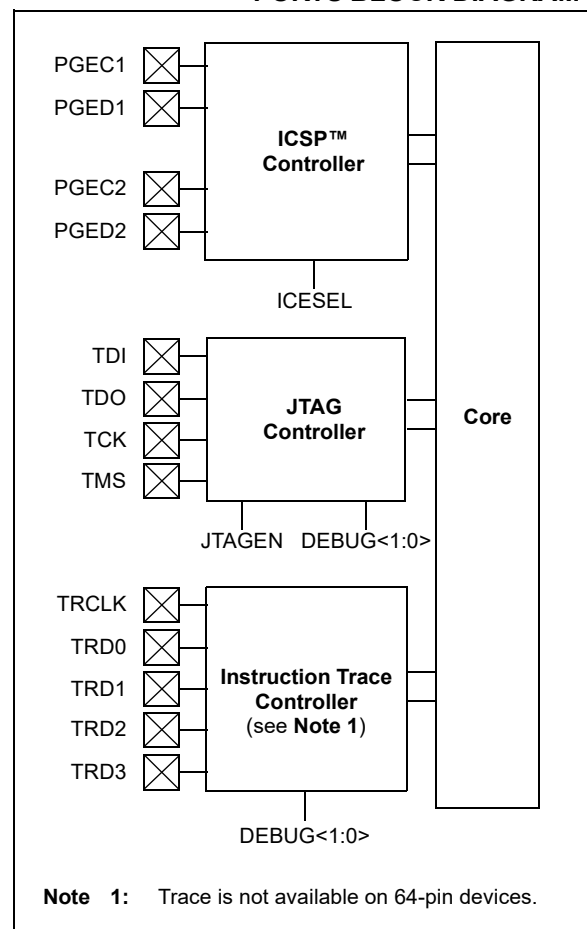 PGEC1
PGED1
ICSP™
Controller
PGEC2
PGED2
ICESEL
TDI
TDO
TCK
TMS
JTAG
Controller
Core
JTAGEN DEBUG<1:0>
TRCLK
TRD0
TRD1
TRD2
TRD3
Instruction Trace
Controller
(see Note 1)
DEBUG<1:0>
Note 1: Trace is not available on 64-pin devices.